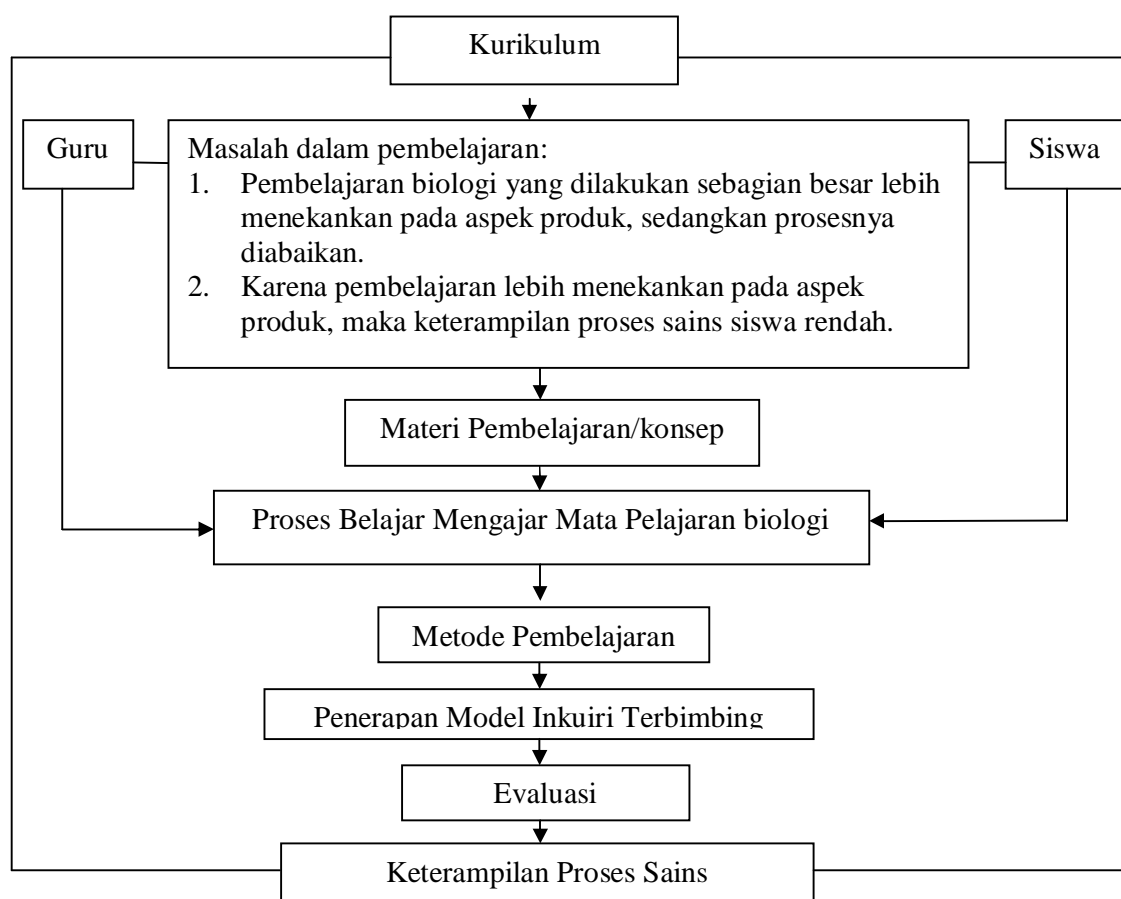 Kurikulum
Guru
Masalah dalam pembelajaran:
1. Pembelajaran biologi yang dilakukan sebagian besar lebih
menekankan pada aspek produk, sedangkan prosesnya
diabaikan.
2. Karena pembelajaran lebih menekankan pada aspek
produk, maka keterampilan proses sains siswa rendah.
Siswa
Materi Pembelajaran/konsep
Proses Belajar Mengajar Mata Pelajaran biologi
Metode Pembelajaran
Penerapan Model Inkuiri Terbimbing
Evaluasi
Keterampilan Proses Sains